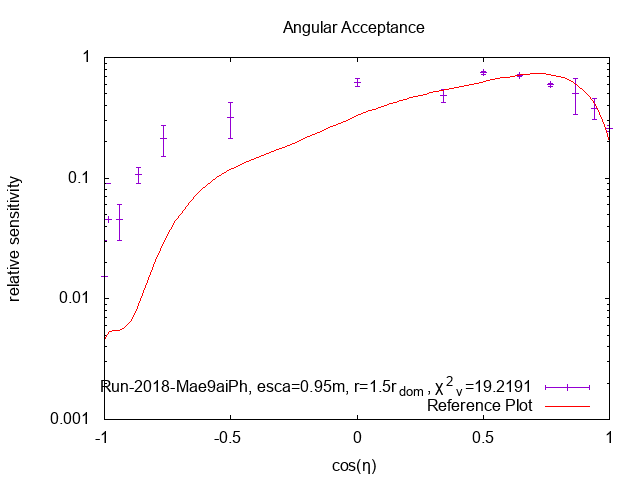 Angular Acceptance
1
0.1
0.01
0.001
relative sensitivity
Run-2018-Mae9aiPh, esca=0.95m, r=1.5r_dom, χ²_ν=19.2191
Reference Plot
-1 -0.5 0 0.5 1
cos(η)